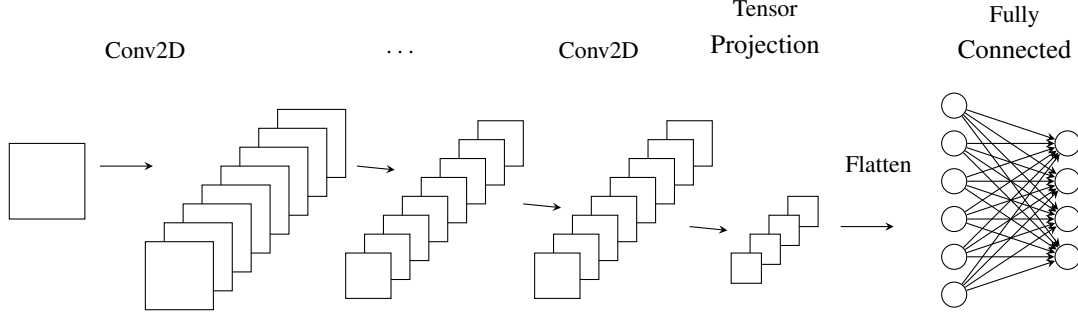 Conv2D
. . .
Conv2D
Tensor
Projection
Fully
Connected
Flatten